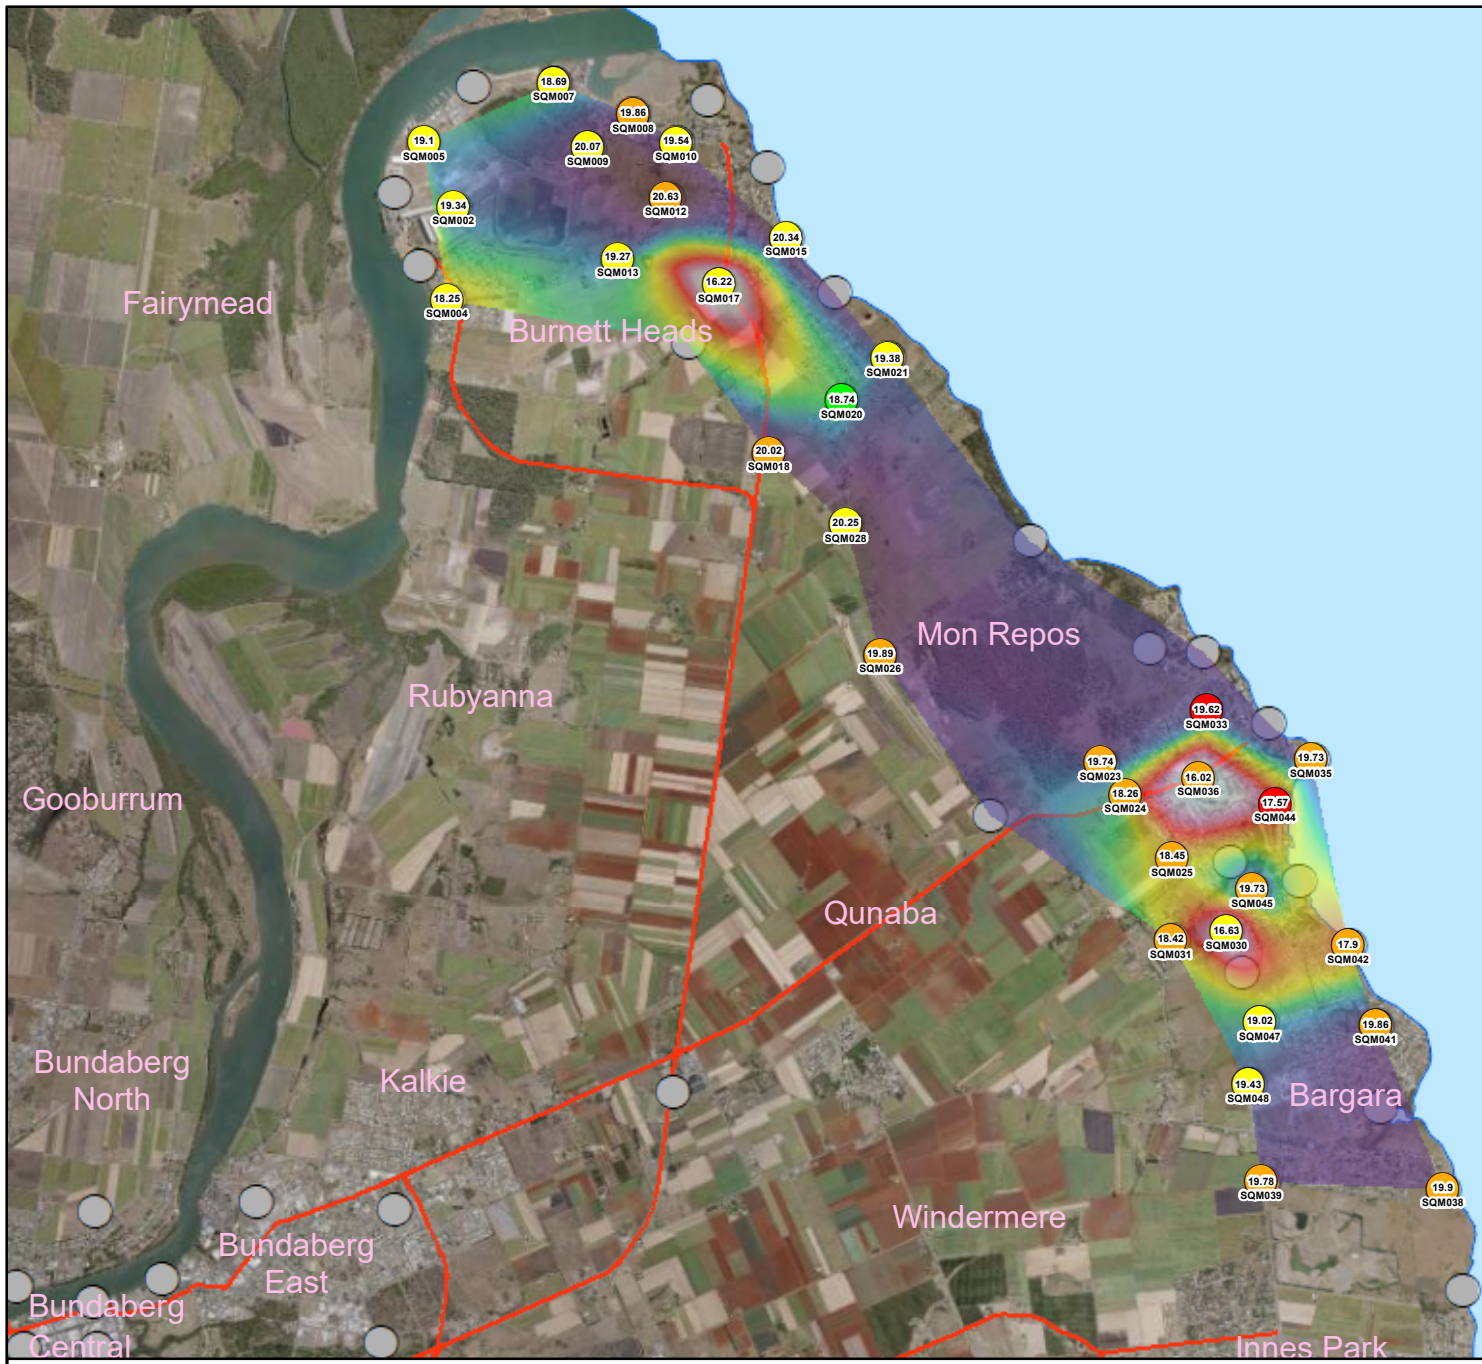 18.69
SQM007
19.86
SQM008
19.1
SQM005
20.07
SQM009
19.54
SQM010
19.34
SQM002
20.63
SQM012
20.34
SQM015
19.27
SQM013
16.22
SQM017
18.25
SQM004
Fairymead
Burnett Heads
19.38
SQM021
18.74
SQM020
20.02
SQM018
20.25
SQM028
Mon Repos
19.89
SQM026
Rubyanna
19.62
SQM033
19.74
SQM023
19.73
SQM035
16.02
SQM036
18.26
SQM024
17.57
SQM044
Gooburrum
18.45
SQM025
19.73
SQM045
Qunaba
16.63
SQM030
18.42
SQM031
17.9
SQM042
19.02
SQM047
19.86
SQM041
Bundaberg
North
Kalkie
19.43
SQM048
Bargara
19.78
SQM039
19.9
SQM038
Windermere
Bundaberg
East
Bundaberg
Central
Innes Park